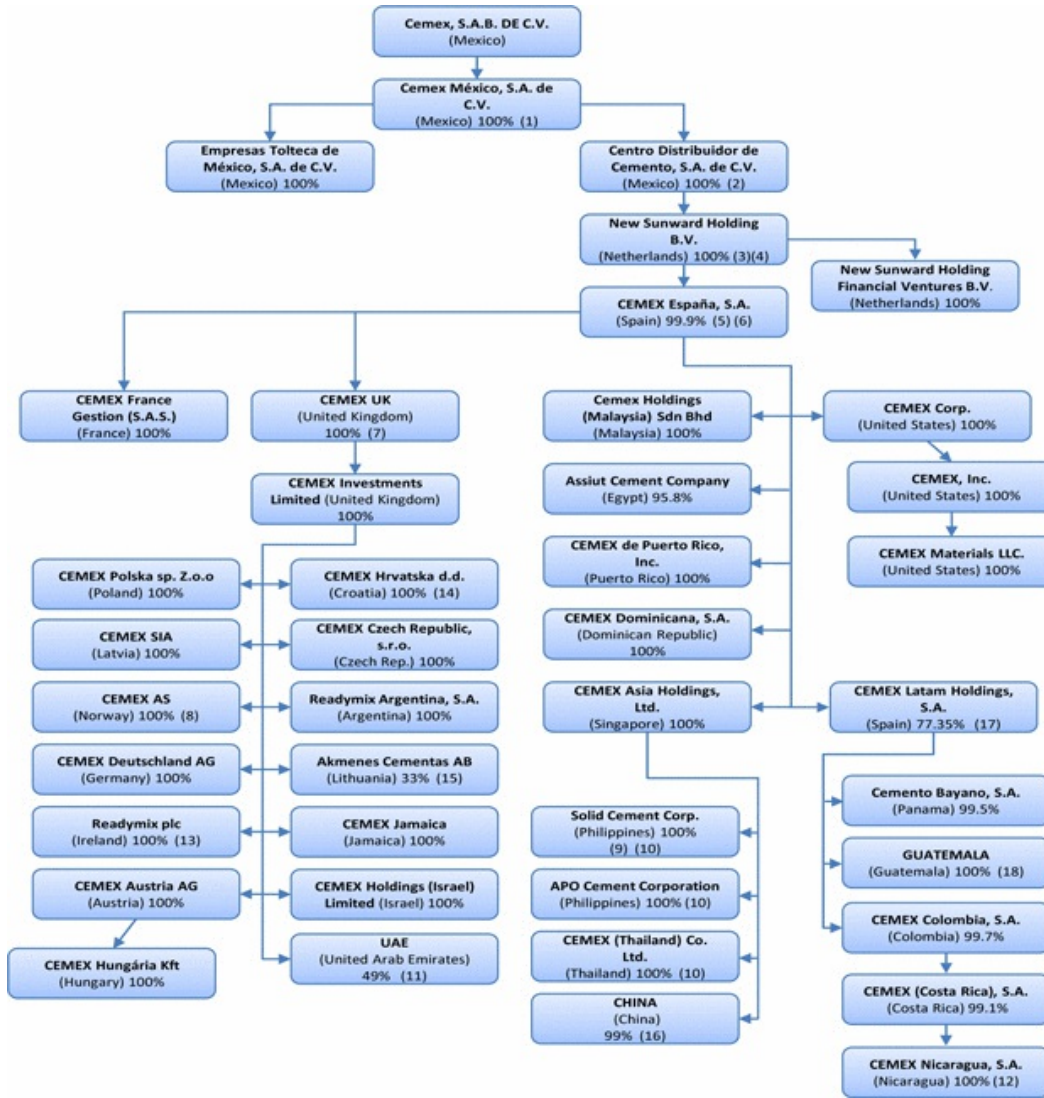 Cemex, S.A.B. DE C.V.
(Mexico)
Cemex México, S.A. de
C.V.
(Mexico) 100% (1)
Empresas Tolteca de
México, S.A. de C.V.
(Mexico) 100%
Centro Distribuidor de
Cemento, S.A. de C.V.
(Mexico) 100% (2)
New Sunward Holding
B.V.
(Netherlands) 100% (3)(4)
New Sunward Holding
Financial Ventures B.V.
(Netherlands) 100%
CEMEX España, S.A.
(Spain) 99.9% (5) (6)
CEMEX France
Gestion (S.A.S.)
(France) 100%
CEMEX UK
(United Kingdom)
100% (7)
CEMEX Investments
Limited (United Kingdom)
100%
CEMEX Polska sp. Z.o.o
(Poland) 100%
CEMEX Hrvatska d.d.
(Croatia) 100% (14)
CEMEX SIA
(Latvia) 100%
CEMEX Czech Republic,
s.r.o.
(Czech Rep.) 100%
CEMEX AS
(Norway) 100% (8)
Readymix Argentina, S.A.
(Argentina) 100%
CEMEX Deutschland AG
(Germany) 100%
Akmenes Cementas AB
(Lithuania) 33% (15)
Readymix plc
(Ireland) 100% (13)
CEMEX Jamaica
(Jamaica) 100%
CEMEX Austria AG
(Austria) 100%
CEMEX Holdings (Israel)
Limited (Israel) 100%
CEMEX Hungária Kft
(Hungary) 100%
UAE
(United Arab Emirates)
49% (11)
Cemex Holdings
(Malaysia) Sdn Bhd
(Malaysia) 100%
CEMEX Corp.
(United States) 100%
Assiut Cement Company
(Egypt) 95.8%
CEMEX, Inc.
(United States) 100%
CEMEX de Puerto Rico,
Inc.
(Puerto Rico) 100%
CEMEX Materials LLC.
(United States) 100%
CEMEX Dominicana, S.A.
(Dominican Republic)
100%
CEMEX Asia Holdings,
Ltd.
(Singapore) 100%
CEMEX Latam Holdings,
S.A.
(Spain) 77.35% (17)
Solid Cement Corp.
(Philippines) 100%
(9) (10)
APO Cement Corporation
(Philippines) 100% (10)
CEMEX (Thailand) Co.
Ltd.
(Thailand) 100% (10)
CHINA
(China)
99% (16)
Cemento Bayano, S.A.
(Panama) 99.5%
GUATEMALA
(Guatemala) 100% (18)
CEMEX Colombia, S.A.
(Colombia) 99.7%
CEMEX (Costa Rica), S.A.
(Costa Rica) 99.1%
CEMEX Nicaragua, S.A.
(Nicaragua) 100% (12)